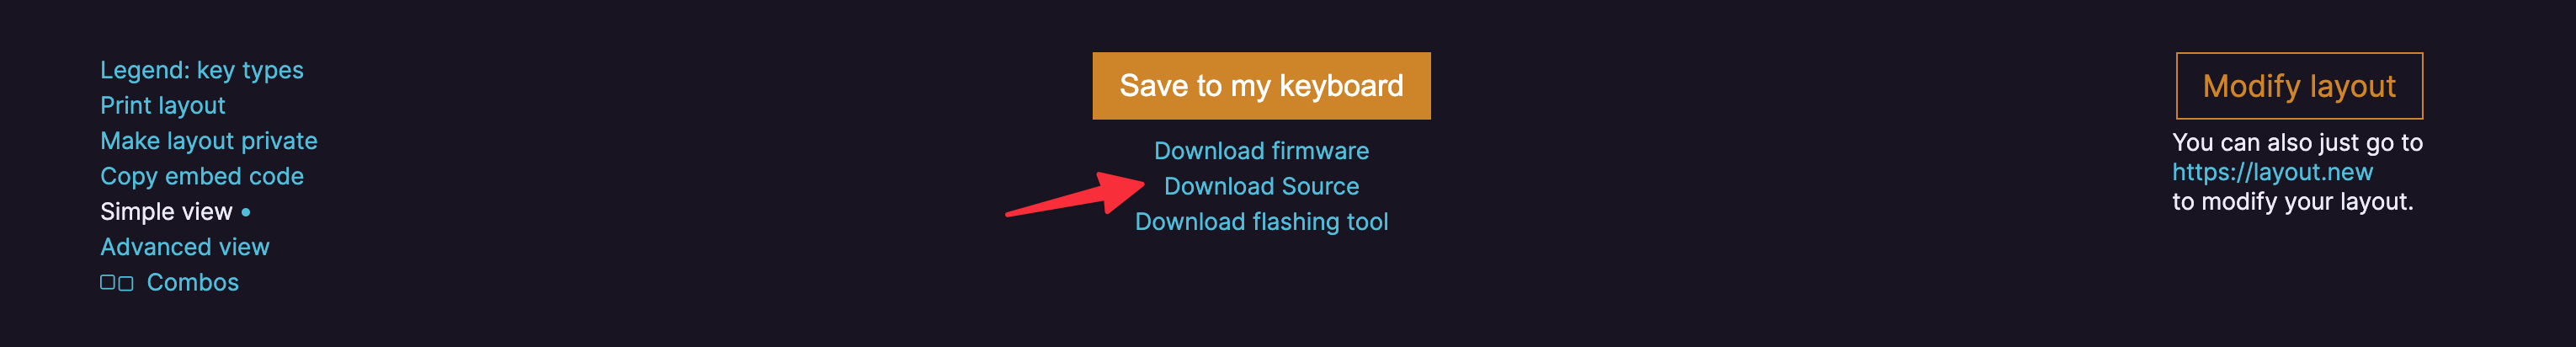 Legend: key types
Print layout
Make layout private
Copy embed code
Simple view
Advanced view
Combos
Save to my keyboard
Download firmware
Download Source
Download flashing tool
Modify layout
You can also just go to
https://layout.new
to modify your layout.